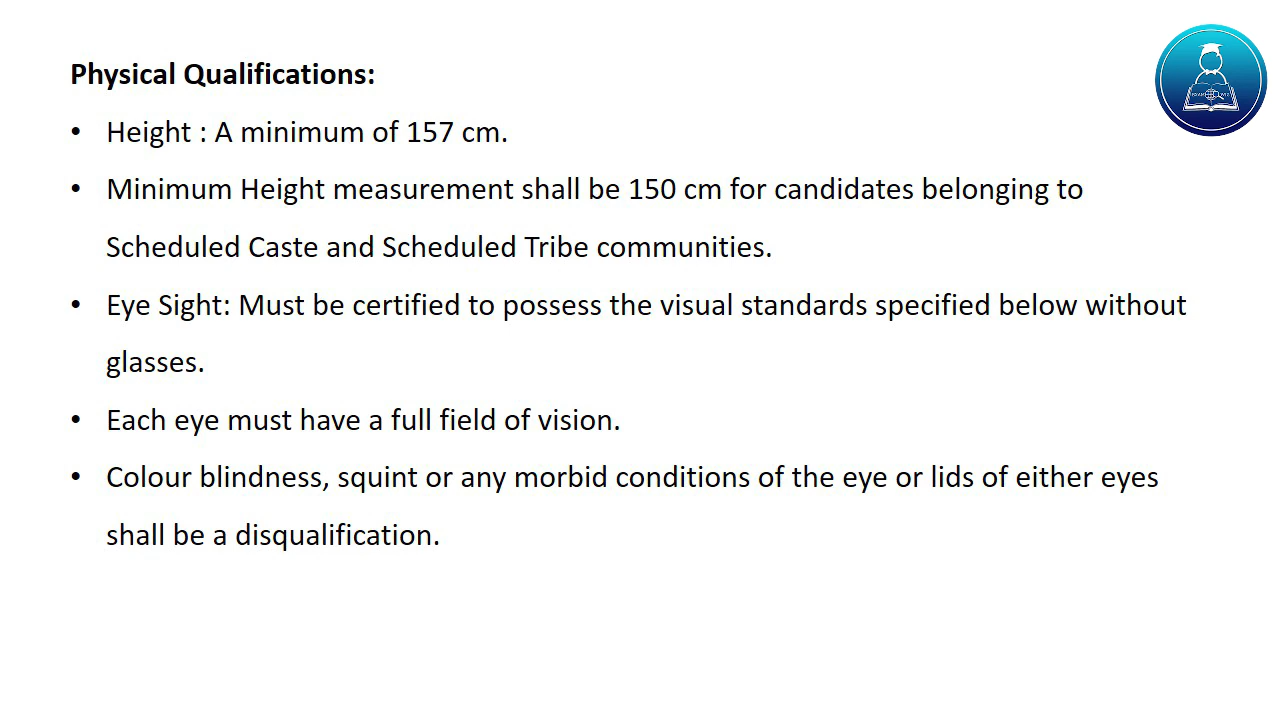 Physical Qualifications:
• Height : A minimum of 157 cm.
• Minimum Height measurement shall be 150 cm for candidates belonging to
Scheduled Caste and Scheduled Tribe communities.
• Eye Sight: Must be certified to possess the visual standards specified below without
glasses.
• Each eye must have a full field of vision.
• Colour blindness, squint or any morbid conditions of the eye or lids of either eyes
shall be a disqualification.
EXAM WIZ